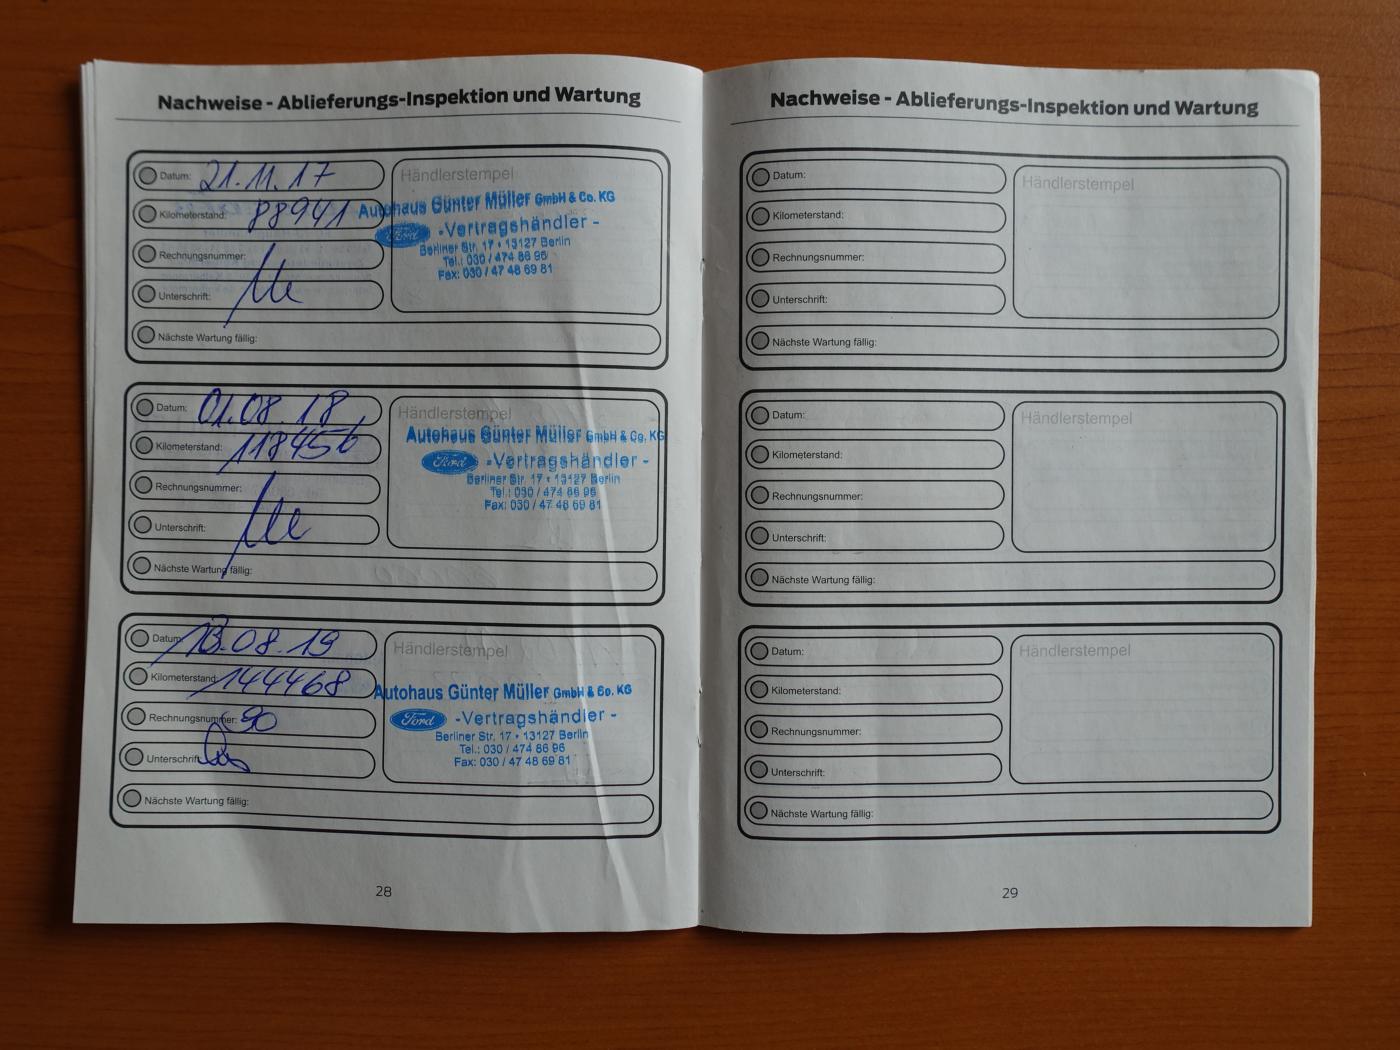 Nachweise - Ablieferungs-Inspektion und Wartung
Datum: 21.11.17
Kilometerstand: 88941
Rechnungsnummer:
Unterschrift:
Nächste Wartung fällig:
Händlerstempel
Autohaus Günter Müller GmbH & Co. KG
Ford -Vertragshändler -
Berliner Str. 17 • 13127 Berlin
Tel.: 030 / 474 86 96
Fax: 030 / 47 48 69 81
Datum: 01.08.18
Kilometerstand: 118456
Rechnungsnummer:
Unterschrift:
Nächste Wartung fällig:
Händlerstempel
Autohaus Günter Müller GmbH & Co. KG
Ford -Vertragshändler -
Berliner Str. 17 • 13127 Berlin
Tel.: 030 / 474 86 96
Fax: 030 / 47 48 69 81
Datum: 13.08.19
Kilometerstand: 144468
Rechnungsnummer: 90
Unterschrift:
Nächste Wartung fällig:
Händlerstempel
Autohaus Günter Müller GmbH & Co. KG
Ford -Vertragshändler -
Berliner Str. 17 • 13127 Berlin
Tel.: 030 / 474 86 96
Fax: 030 / 47 48 69 81
28
Nachweise - Ablieferungs-Inspektion und Wartung
Datum:
Kilometerstand:
Rechnungsnummer:
Unterschrift:
Nächste Wartung fällig:
Händlerstempel
Datum:
Kilometerstand:
Rechnungsnummer:
Unterschrift:
Nächste Wartung fällig:
Händlerstempel
Datum:
Kilometerstand:
Rechnungsnummer:
Unterschrift:
Nächste Wartung fällig:
Händlerstempel
29